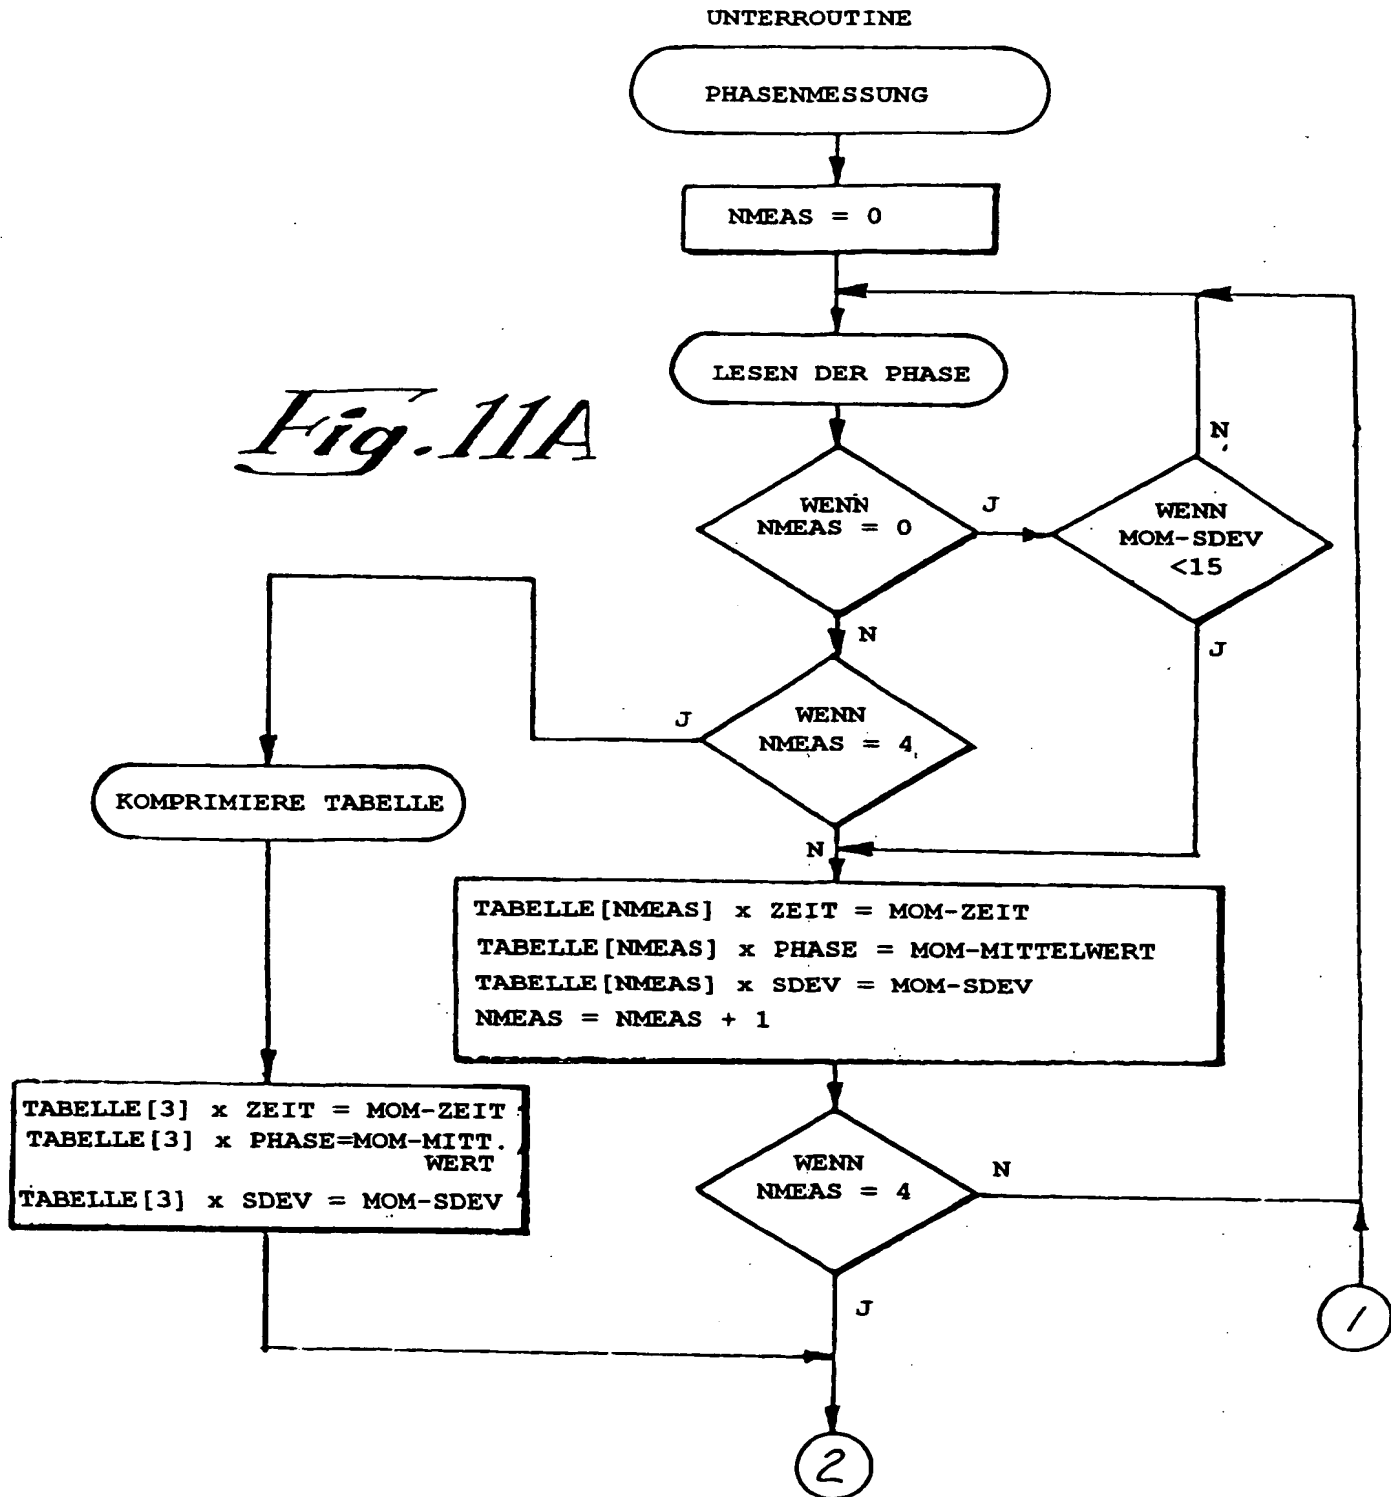 UNTERROUTINE
PHASENMESSUNG
NMEAS = 0
LESEN DER PHASE
Fig. 11A
N
WENN
NMEAS = 0
J
WENN
MOM-SDEV
<15
N
J
J
WENN
NMEAS = 4
KOMPRIMIERE TABELLE
N
TABELLE[NMEAS] x ZEIT = MOM-ZEIT
TABELLE[NMEAS] x PHASE = MOM-MITTELWERT
TABELLE[NMEAS] x SDEV = MOM-SDEV
NMEAS = NMEAS + 1
TABELLE[3] x ZEIT = MOM-ZEIT
TABELLE[3] x PHASE=MOM-MITT.
WERT
TABELLE[3] x SDEV = MOM-SDEV
WENN
NMEAS = 4
N
J
1
2